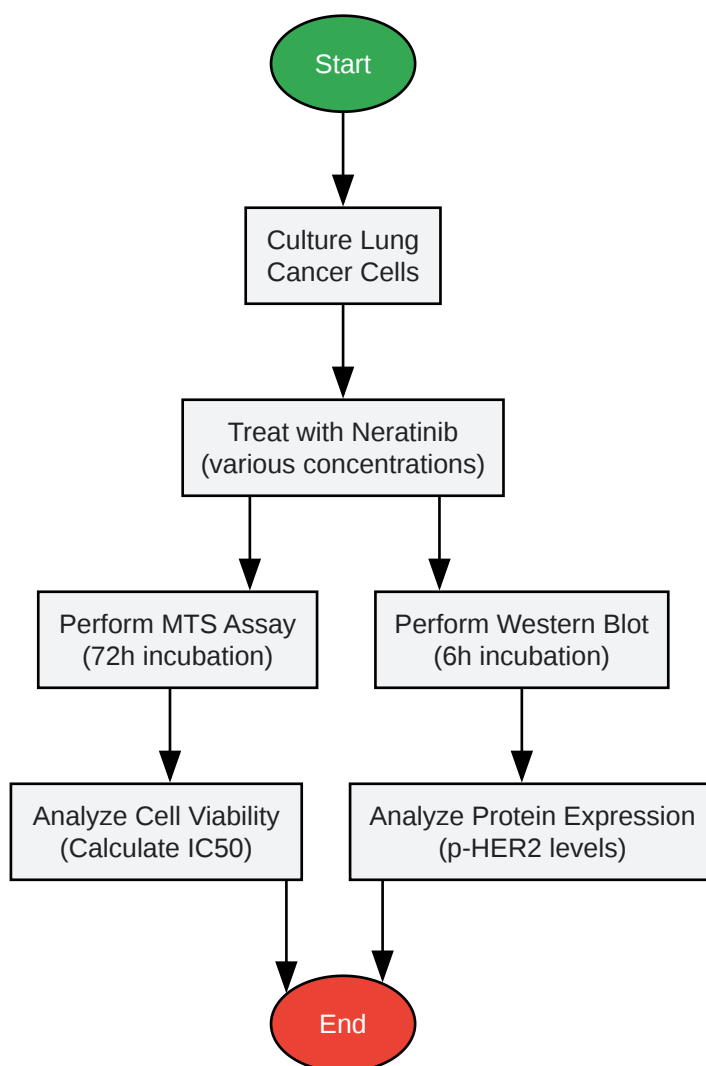 Start
Culture Lung
Cancer Cells
Treat with Neratinib
(various concentrations)
Perform MTS Assay
(72h incubation)
Perform Western Blot
(6h incubation)
Analyze Cell Viability
(Calculate IC50)
Analyze Protein Expression
(p-HER2 levels)
End